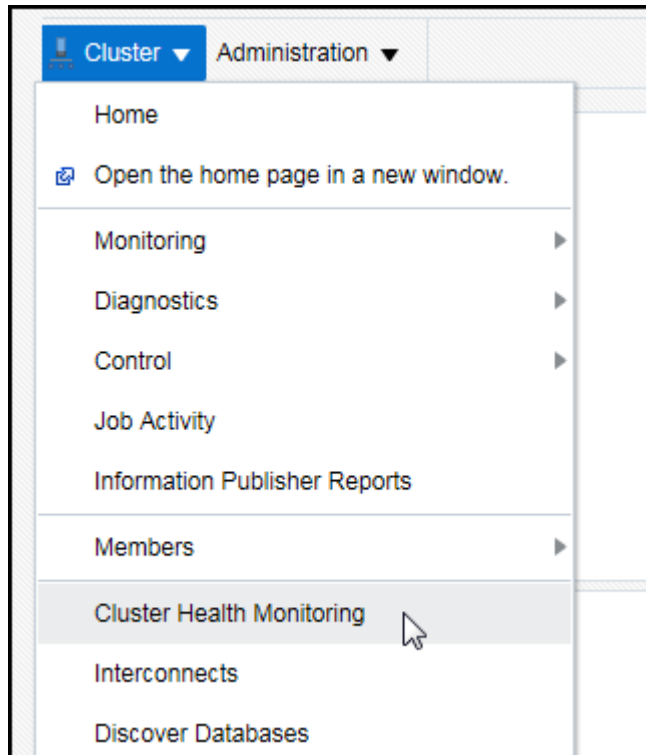 Cluster Administration
Home
Open the home page in a new window.
Monitoring
Diagnostics
Control
Job Activity
Information Publisher Reports
Members
Cluster Health Monitoring
Interconnects
Discover Databases